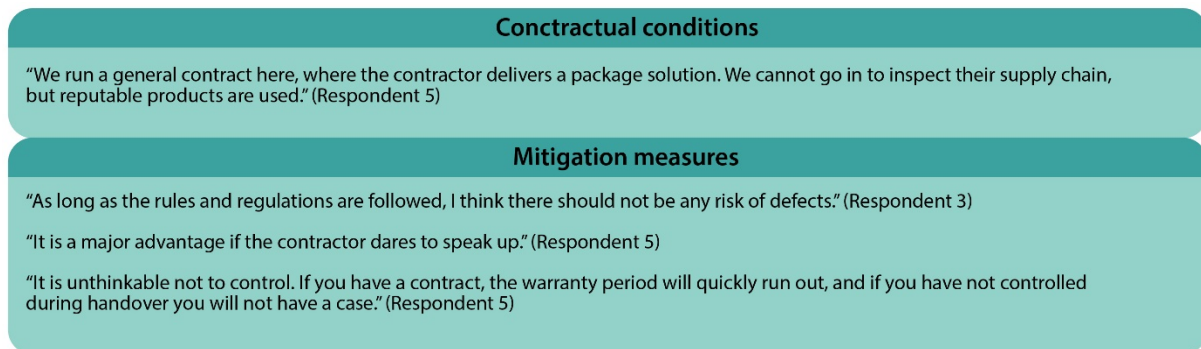 Conctractual conditions
“We run a general contract here, where the contractor delivers a package solution. We cannot go in to inspect their supply chain,
but reputable products are used.” (Respondent 5)
Mitigation measures
“As long as the rules and regulations are followed, I think there should not be any risk of defects.” (Respondent 3)
“It is a major advantage if the contractor dares to speak up.” (Respondent 5)
“It is unthinkable not to control. If you have a contract, the warranty period will quickly run out, and if you have not controlled
during handover you will not have a case.” (Respondent 5)